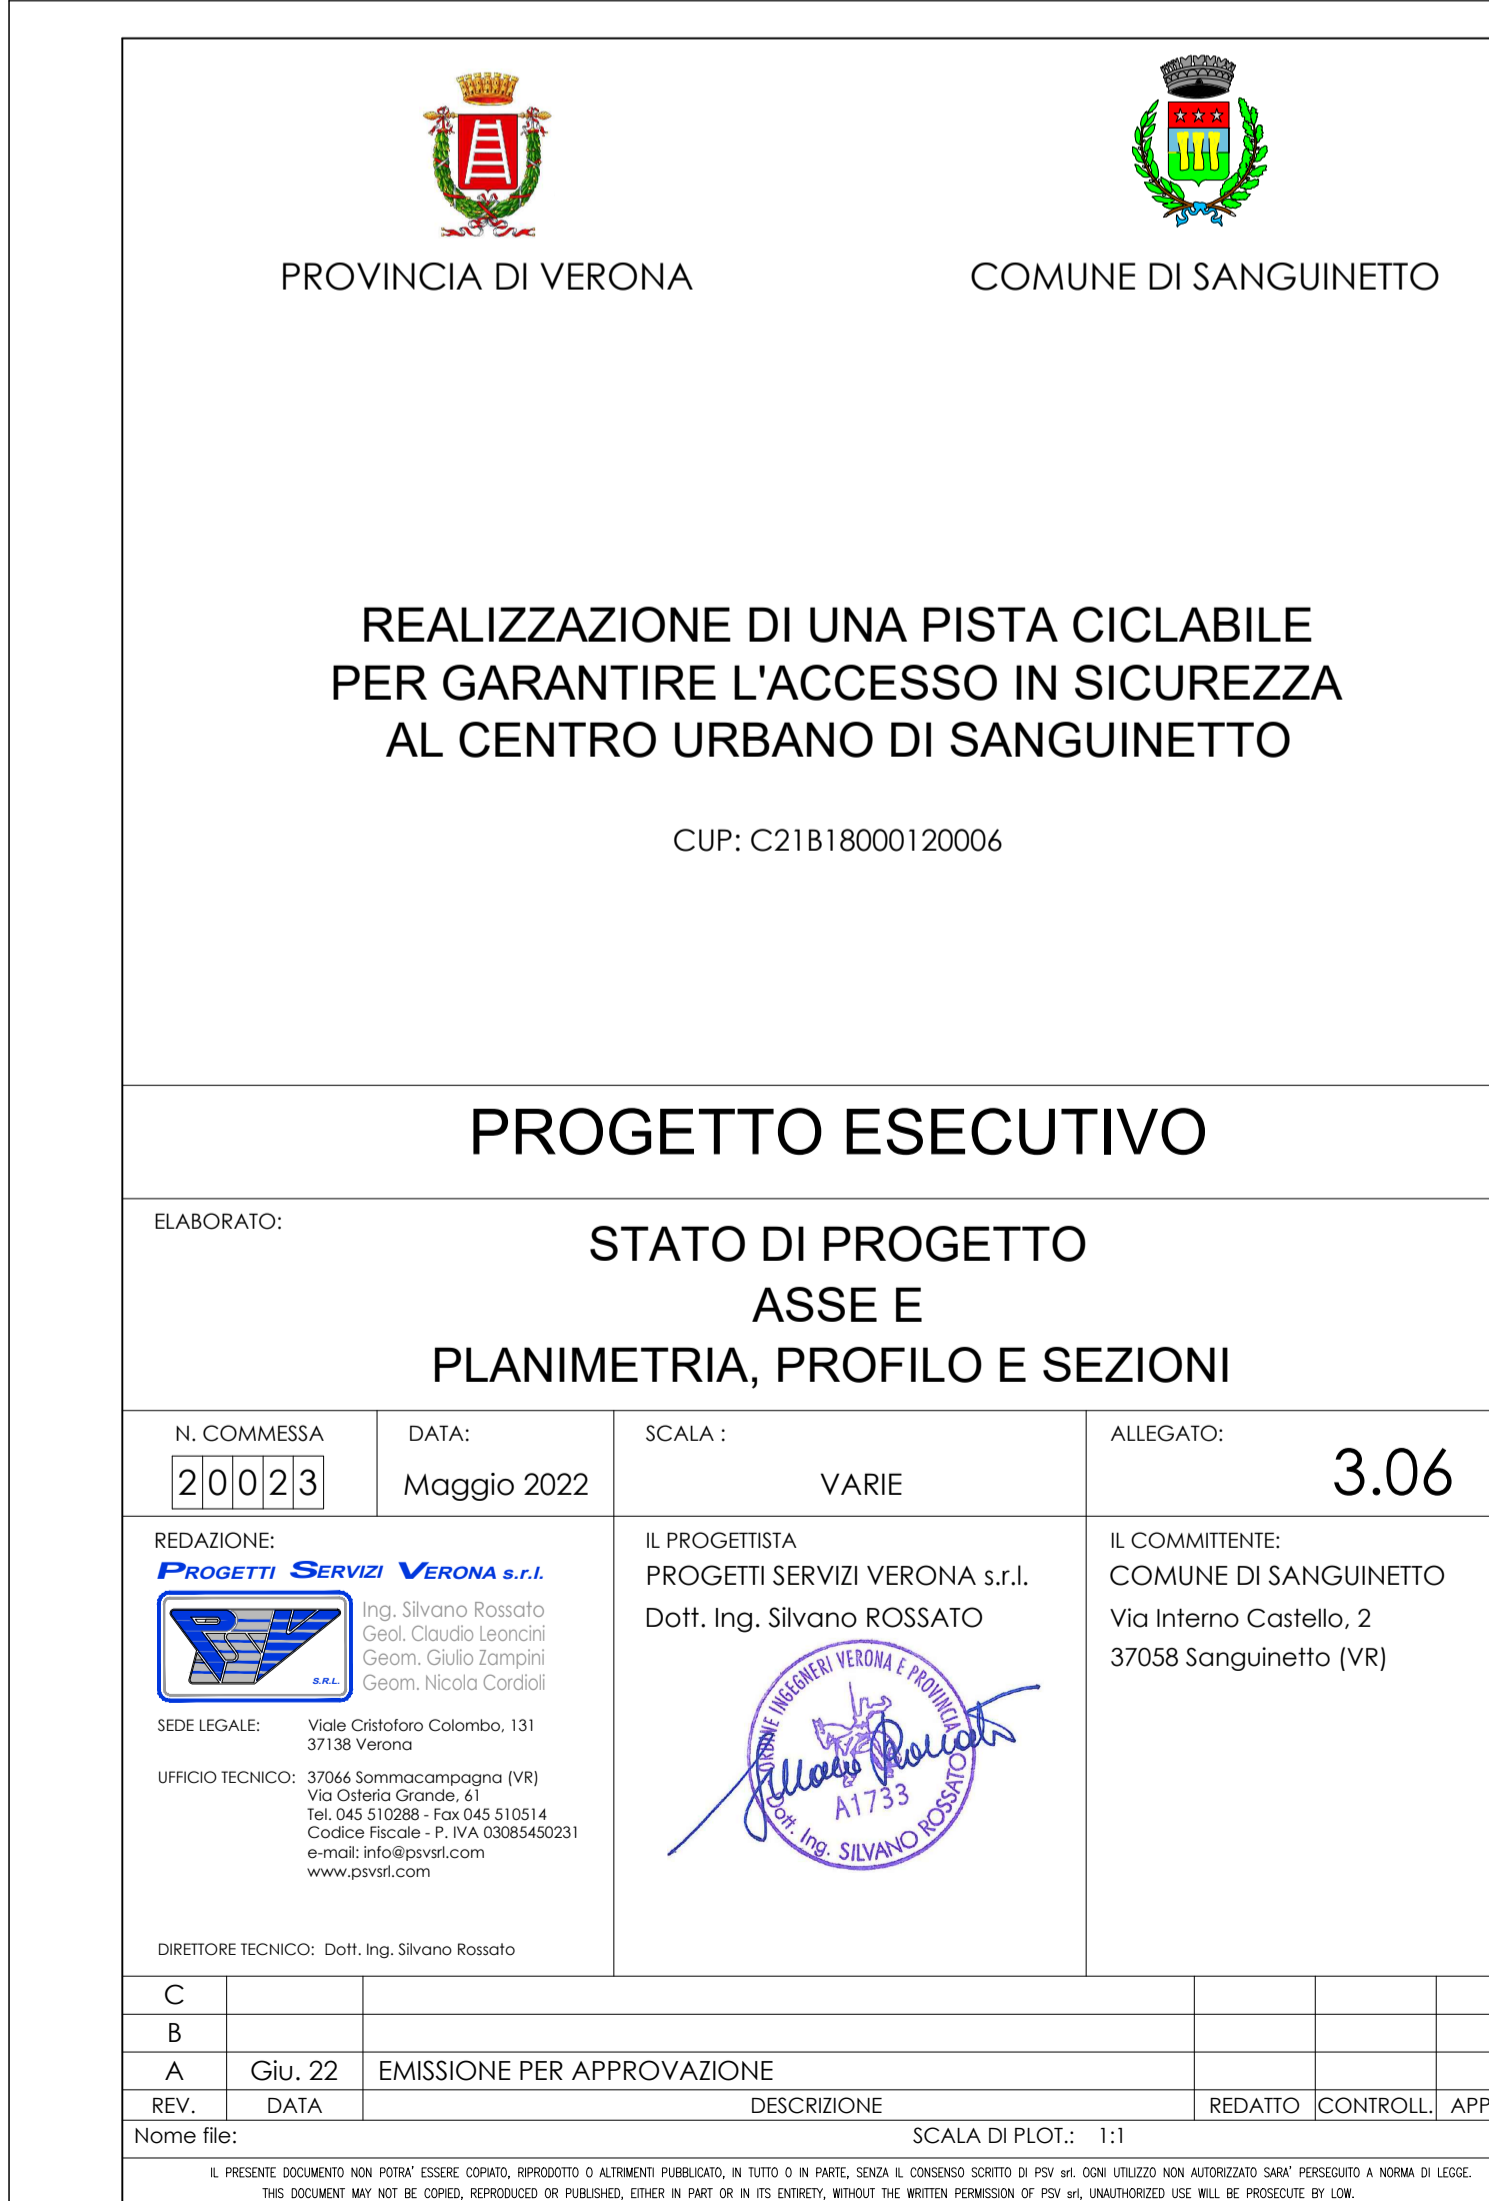 PROVINCIA DI VERONA
COMUNE DI SANGUINETTO
REALIZZAZIONE DI UNA PISTA CICLABILE
PER GARANTIRE L'ACCESSO IN SICUREZZA
AL CENTRO URBANO DI SANGUINETTO
CUP: C21B18000120006
PROGETTO ESECUTIVO
ELABORATO:
STATO DI PROGETTO
ASSE E
PLANIMETRIA, PROFILO E SEZIONI
N. COMMESSA
20023
DATA:
Maggio 2022
SCALA :
VARIE
ALLEGATO:
3.06
REDAZIONE:
PROGETTI SERVIZI VERONA s.r.l.
PSV
S.R.L.
Ing. Silvano Rossato
Geol. Claudio Leoncini
Geom. Giulio Zampini
Geom. Nicola Cordioli
SEDE LEGALE: Viale Cristoforo Colombo, 131
37138 Verona
UFFICIO TECNICO: 37066 Sommacampagna (VR)
Via Osteria Grande, 61
Tel. 045 510288 - Fax 045 510514
Codice Fiscale - P. IVA 03085450231
e-mail: info@psvsrl.com
www.psvsrl.com
DIRETTORE TECNICO: Dott. Ing. Silvano Rossato
IL PROGETTISTA
PROGETTI SERVIZI VERONA s.r.l.
Dott. Ing. Silvano ROSSATO
ORDINE INGEGNERI VERONA E PROVINCIA
Silvano Rossato
A1733
Dott. Ing. SILVANO ROSSATO
IL COMMITTENTE:
COMUNE DI SANGUINETTO
Via Interno Castello, 2
37058 Sanguinetto (VR)
C
B
A Giu. 22 EMISSIONE PER APPROVAZIONE
REV. DATA DESCRIZIONE REDATTO CONTROLL. APP
Nome file: SCALA DI PLOT.: 1:1
IL PRESENTE DOCUMENTO NON POTRA' ESSERE COPIATO, RIPRODOTTO O ALTRIMENTI PUBBLICATO, IN TUTTO O IN PARTE, SENZA IL CONSENSO SCRITTO DI PSV srl. OGNI UTILIZZO NON AUTORIZZATO SARA' PERSEGUITO A NORMA DI LEGGE.
THIS DOCUMENT MAY NOT BE COPIED, REPRODUCED OR PUBLISHED, EITHER IN PART OR IN ITS ENTIRETY, WITHOUT THE WRITTEN PERMISSION OF PSV srl, UNAUTHORIZED USE WILL BE PROSECUTE BY LOW.